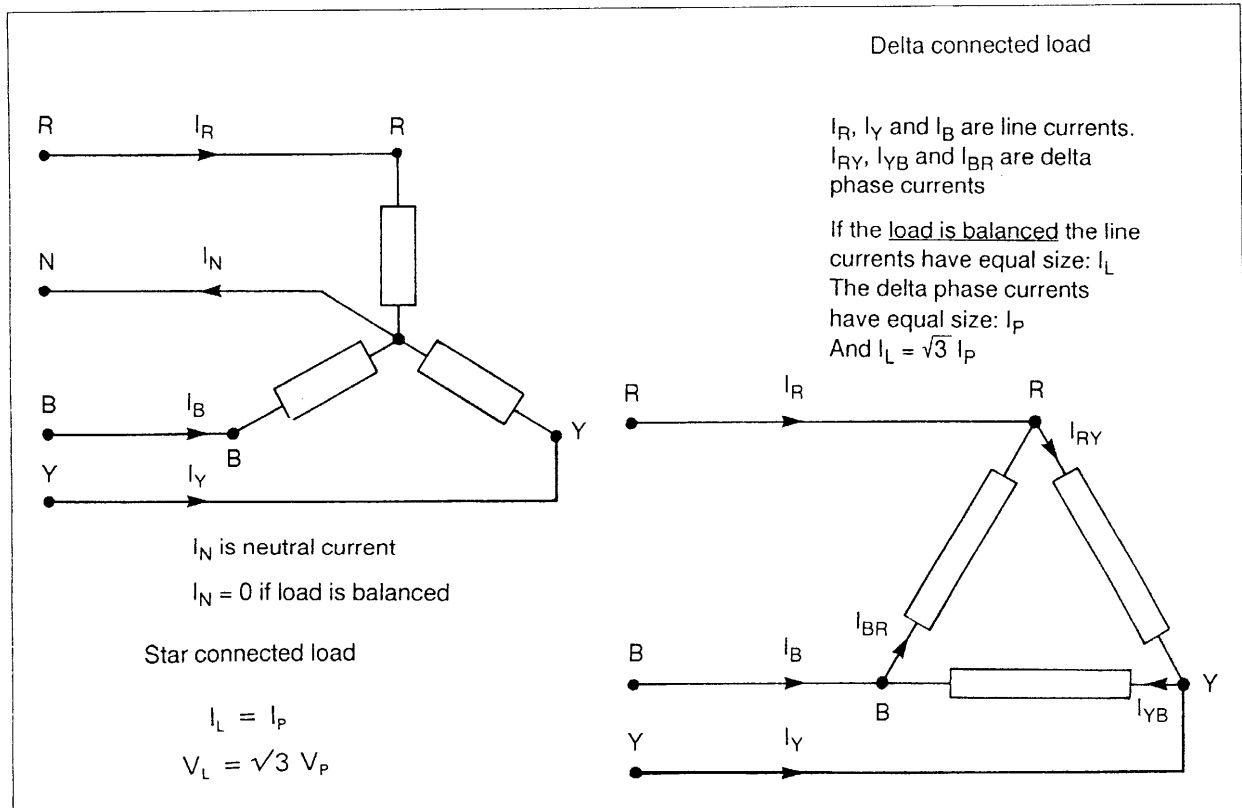 Delta connected load
R I_R R
N I_N
B I_B
B
Y
Y I_Y
I_N is neutral current
I_N = 0 if load is balanced
Star connected load
I_L = I_P
V_L = √3 V_P
I_R, I_Y and I_B are line currents.
I_RY, I_YB and I_BR are delta
phase currents
If the load is balanced the line
currents have equal size: I_L
The delta phase currents
have equal size: I_P
And I_L = √3 I_P
R I_R R
I_RY
I_BR
B I_B
B
I_YB
Y
Y I_Y